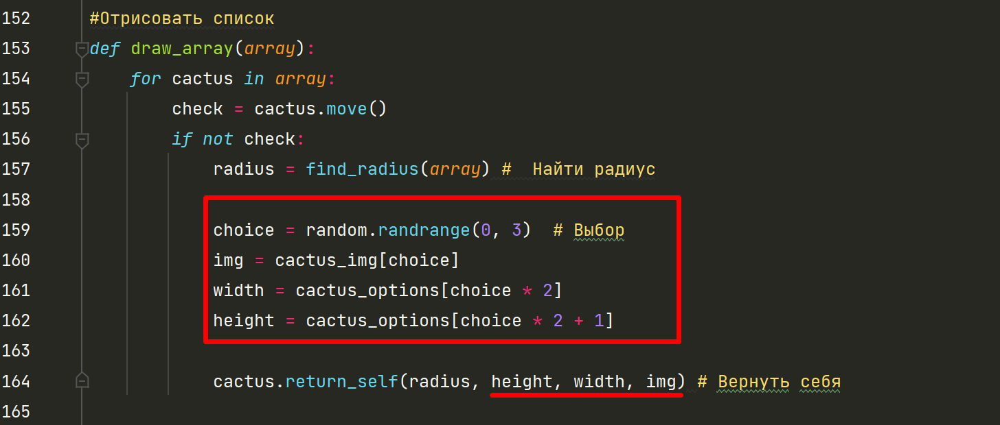 152 #Отрисовать список
153 def draw_array(array):
154     for cactus in array:
155         check = cactus.move()
156         if not check:
157             radius = find_radius(array) #  Найти радиус
158
159             choice = random.randrange(0, 3)  # Выбор
160             img = cactus_img[choice]
161             width = cactus_options[choice * 2]
162             height = cactus_options[choice * 2 + 1]
163
164             cactus.return_self(radius, height, width, img) # Вернуть себя
165